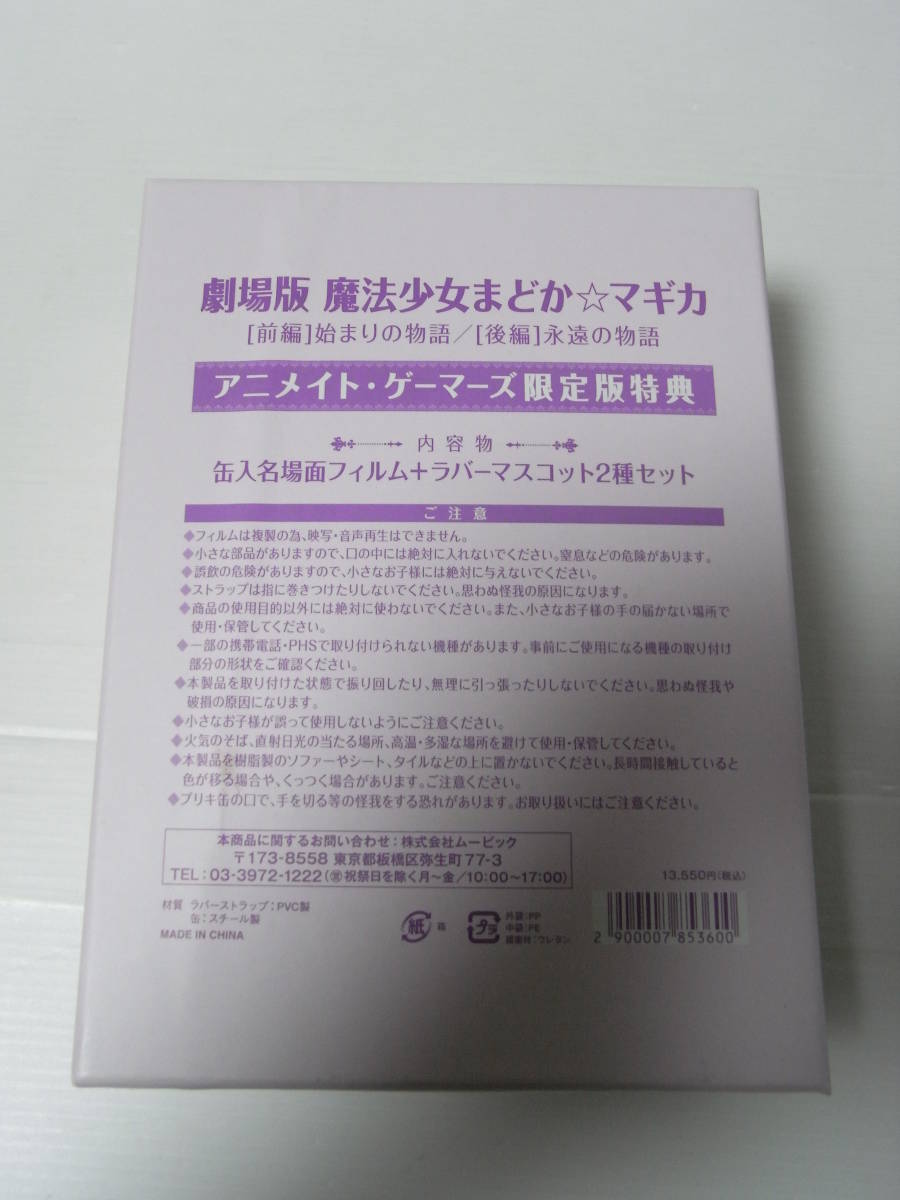 劇場版 魔法少女まどか☆マギカ
[前編]始まりの物語／[後編]永遠の物語
アニメイト・ゲーマーズ限定版特典
内容物
缶入名場面フィルム＋ラバーマスコット2種セット
ご注意
◆フィルムは複製の為、映写・音声再生はできません。
◆小さな部品がありますので、口の中には絶対に入れないでください。窒息などの危険があります。
◆誤飲の危険がありますので、小さなお子様には絶対に与えないでください。
◆ストラップは指に巻きつけたりしないでください。思わぬ怪我の原因になります。
◆商品の使用目的以外には絶対に使わないでください。また、小さなお子様の手の届かない場所で
使用・保管してください。
◆一部の携帯電話・PHSで取り付けられない機種があります。事前にご使用になる機種の取り付け
部分の形状をご確認ください。
◆本製品を取り付けた状態で振り回したり、無理に引っ張ったりしないでください。思わぬ怪我や
破損の原因になります。
◆小さなお子様が誤って使用しないようにご注意ください。
◆火気のそば、直射日光の当たる場所、高温・多湿な場所を避けて使用・保管してください。
◆本製品を樹脂製のソファーやシート、タイルなどの上に置かないでください。長時間接触していると
色が移る場合や、くっつく場合があります。ご注意ください。
◆ブリキ缶の口で、手を切る等の怪我をする恐れがあります。お取り扱いにはご注意ください。
本商品に関するお問い合わせ：株式会社ムービック
〒173-8558 東京都板橋区弥生町77-3
TEL：03-3972-1222(㊡祝祭日を除く月〜金／10:00〜17:00)
13,550円(税込)
材質 ラバーストラップ：PVC製
缶：スチール製
MADE IN CHINA
紙 箱
プラ 外袋：PP
中袋：PE
緩衝材：ウレタン
2 900007 853600